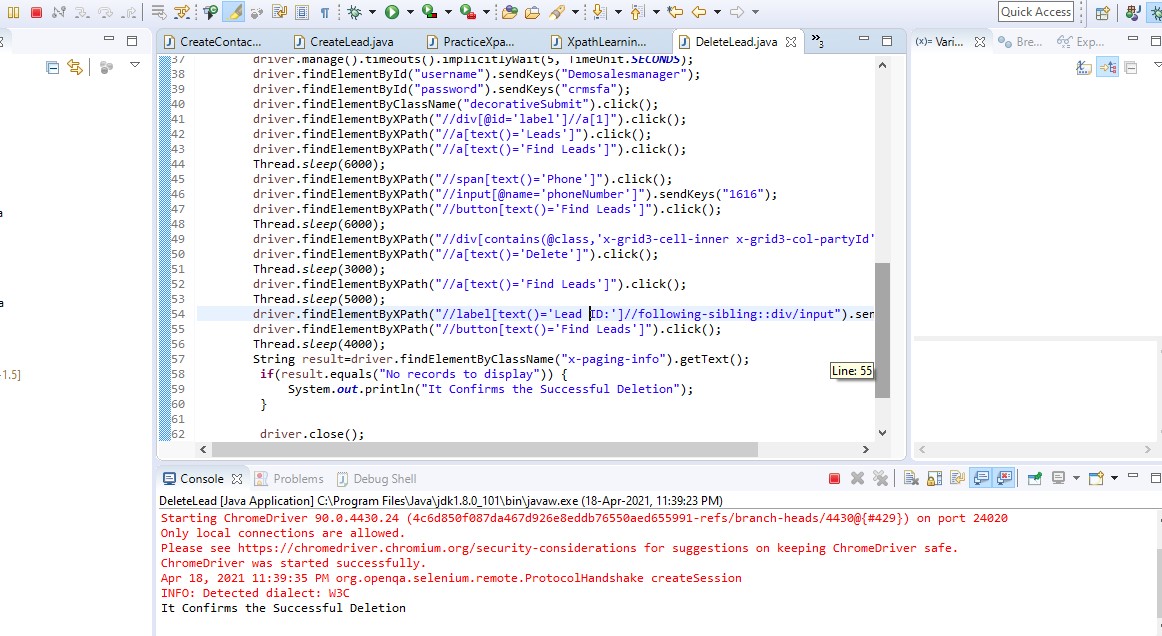 Quick Access
CreateContac...
CreateLead.java
PracticeXpa...
XpathLearnin...
DeleteLead.java
»3
(x)= Vari...
Bre...
Exp...
37 driver.manage().timeouts().implicitlyWait(5, TimeUnit.SECONDS);
38 driver.findElementById("username").sendKeys("Demosalesmanager");
39 driver.findElementById("password").sendKeys("crmsfa");
40 driver.findElementByClassName("decorativeSubmit").click();
41 driver.findElementByXPath("//div[@id='label']//a[1]").click();
42 driver.findElementByXPath("//a[text()='Leads']").click();
43 driver.findElementByXPath("//a[text()='Find Leads']").click();
44 Thread.sleep(6000);
45 driver.findElementByXPath("//span[text()='Phone']").click();
46 driver.findElementByXPath("//input[@name='phoneNumber']").sendKeys("1616");
47 driver.findElementByXPath("//button[text()='Find Leads']").click();
48 Thread.sleep(6000);
49 driver.findElementByXPath("//div[contains(@class,'x-grid3-cell-inner x-grid3-col-partyId'
50 driver.findElementByXPath("//a[text()='Delete']").click();
51 Thread.sleep(3000);
52 driver.findElementByXPath("//a[text()='Find Leads']").click();
53 Thread.sleep(5000);
54 driver.findElementByXPath("//label[text()='Lead ID:']//following-sibling::div/input").sen
55 driver.findElementByXPath("//button[text()='Find Leads']").click();
56 Thread.sleep(4000);
57 String result=driver.findElementByClassName("x-paging-info").getText();
58 if(result.equals("No records to display")) {
59 System.out.println("It Confirms the Successful Deletion");
60 }
61
62 driver.close();
Line: 55
-1.5]
Console
Problems
Debug Shell
DeleteLead [Java Application] C:\Program Files\Java\jdk1.8.0_101\bin\javaw.exe (18-Apr-2021, 11:39:23 PM)
Starting ChromeDriver 90.0.4430.24 (4c6d850f087da467d926e8eddb76550aed655991-refs/branch-heads/4430@{#429}) on port 24020
Only local connections are allowed.
Please see https://chromedriver.chromium.org/security-considerations for suggestions on keeping ChromeDriver safe.
ChromeDriver was started successfully.
Apr 18, 2021 11:39:35 PM org.openqa.selenium.remote.ProtocolHandshake createSession
INFO: Detected dialect: W3C
It Confirms the Successful Deletion